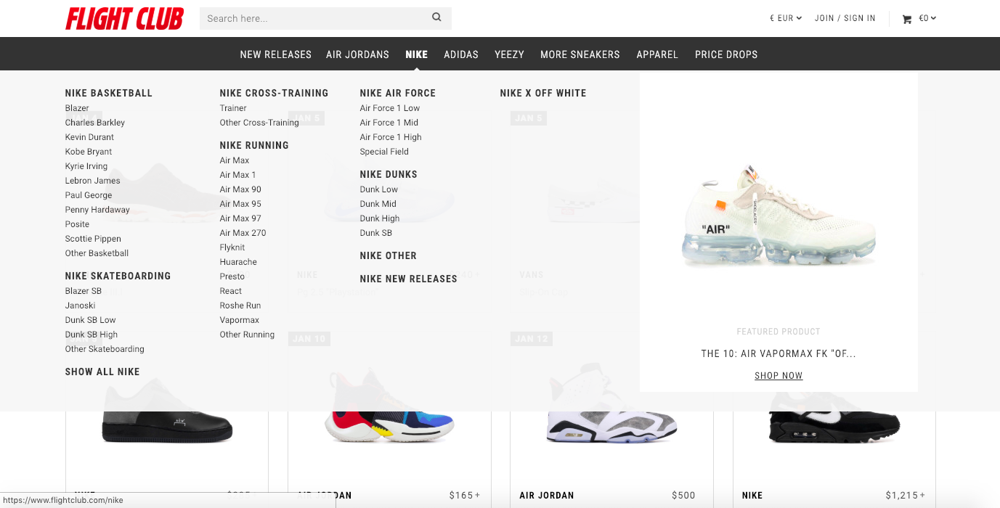 FLIGHT CLUB
Search here...
€ EUR
JOIN / SIGN IN
€0
NEW RELEASES AIR JORDANS NIKE ADIDAS YEEZY MORE SNEAKERS APPAREL PRICE DROPS
NIKE BASKETBALL
Blazer
Charles Barkley
Kevin Durant
Kobe Bryant
Kyrie Irving
Lebron James
Paul George
Penny Hardaway
Posite
Scottie Pippen
Other Basketball
NIKE SKATEBOARDING
Blazer SB
Janoski
Dunk SB Low
Dunk SB High
Other Skateboarding
SHOW ALL NIKE
NIKE CROSS-TRAINING
Trainer
Other Cross-Training
NIKE RUNNING
Air Max
Air Max 1
Air Max 90
Air Max 95
Air Max 97
Air Max 270
Flyknit
Huarache
Presto
React
Roshe Run
Vapormax
Other Running
NIKE AIR FORCE
Air Force 1 Low
Air Force 1 Mid
Air Force 1 High
Special Field
NIKE DUNKS
Dunk Low
Dunk Mid
Dunk High
Dunk SB
NIKE OTHER
NIKE NEW RELEASES
NIKE X OFF WHITE
"AIR"
"SHOELACES"
FEATURED PRODUCT
THE 10: AIR VAPORMAX FK "OF...
SHOP NOW
JAN 5
JAN 5
NIKE
VANS
JAN 10
JAN 12
NIKE
AIR JORDAN $165+
AIR JORDAN $500
NIKE $1,215+
https://www.flightclub.com/nike